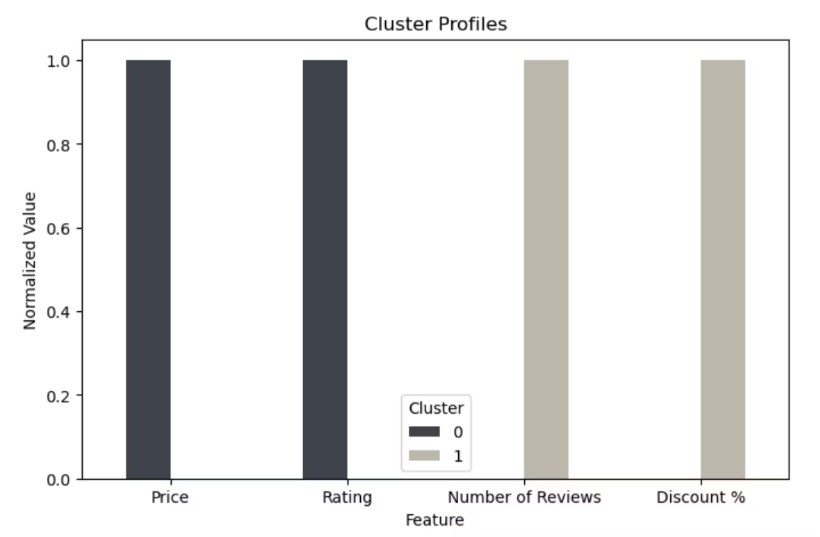 Cluster Profiles
1.0
0.8
0.6
0.4
0.2
0.0
Normalized Value
Cluster
0
1
Price Rating Number of Reviews Discount %
Feature